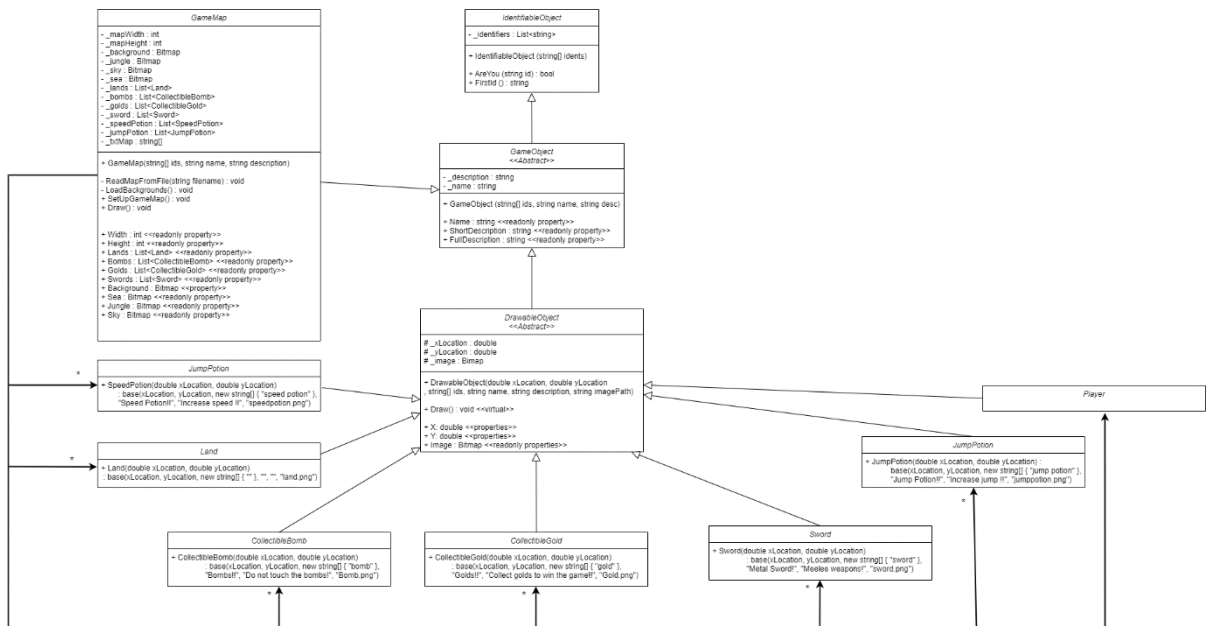 GameMap
- _mapWidth : int
- _mapHeight : int
- _background : Bitmap
- _jungle : Bitmap
- _sky : Bitmap
- _sea : Bitmap
- _lands : List<Land>
- _bombs : List<CollectibleBomb>
- _golds : List<CollectibleGold>
- _sword : List<Sword>
- _speedPotion : List<SpeedPotion>
- _jumpPotion : List<JumpPotion>
- _txtMap : string[]
+ GameMap(string[] ids, string name, string description)
- ReadMapFromFile(string filename) : void
- LoadBackgrounds() : void
+ SetUpGameMap() : void
+ Draw() : void
+ Width : int <<readonly property>>
+ Height : int <<readonly property>>
+ Lands : List<Land> <<readonly property>>
+ Bombs : List<CollectibleBomb> <<readonly property>>
+ Golds : List<CollectibleGold> <<readonly property>>
+ Swords : List<Sword> <<readonly property>>
+ Background : Bitmap <<property>>
+ Sea : Bitmap <<readonly property>>
+ Jungle : Bitmap <<readonly property>>
+ Sky : Bitmap <<readonly property>>
IdentifiableObject
- _identifiers : List<string>
+ IdentifiableObject (string[] idents)
+ AreYou (string id) : bool
+ FirstId () : string
GameObject
<<Abstract>>
- _description : string
- _name : string
+ GameObject (string[] ids, string name, string desc)
+ Name : string <<readonly property>>
+ ShortDescription : string <<readonly property>>
+ FullDescription : string <<readonly property>>
DrawableObject
<<Abstract>>
# _xLocation : double
# _yLocation : double
# _image : Bimap
+ DrawableObject(double xLocation, double yLocation
, string[] ids, string name, string description, string imagePath)
+ Draw() : void <<virtual>>
+ X: double <<properties>>
+ Y: double <<properties>>
+ Image : Bitmap <<readonly properties>>
*
JumpPotion
+ SpeedPotion(double xLocation, double yLocation)
: base(xLocation, yLocation, new string[] { "speed potion" },
"Speed Potion!!", "Increase speed !!", "speedpotion.png")
*
Land
+ Land(double xLocation, double yLocation)
: base(xLocation, yLocation, new string[] { "" }, "", "", "land.png")
Player
JumpPotion
+ JumpPotion(double xLocation, double yLocation) :
base(xLocation, yLocation, new string[] { "jump potion" },
"Jump Potion!!", "Increase jump !!", "jumppotion.png")
*
CollectibleBomb
+ CollectibleBomb(double xLocation, double yLocation)
: base(xLocation, yLocation, new string[] { "bomb" },
"Bombs!!", "Do not touch the bombs!", "Bomb.png")
*
CollectibleGold
+ CollectibleGold(double xLocation, double yLocation)
: base(xLocation, yLocation, new string[] { "gold" },
"Golds!!", "Collect golds to win the game!!", "Gold.png")
*
Sword
+ Sword(double xLocation, double yLocation)
: base(xLocation, yLocation, new string[] { "sword" },
"Metal Sword!", "Meelee weapons!", "sword.png")
*